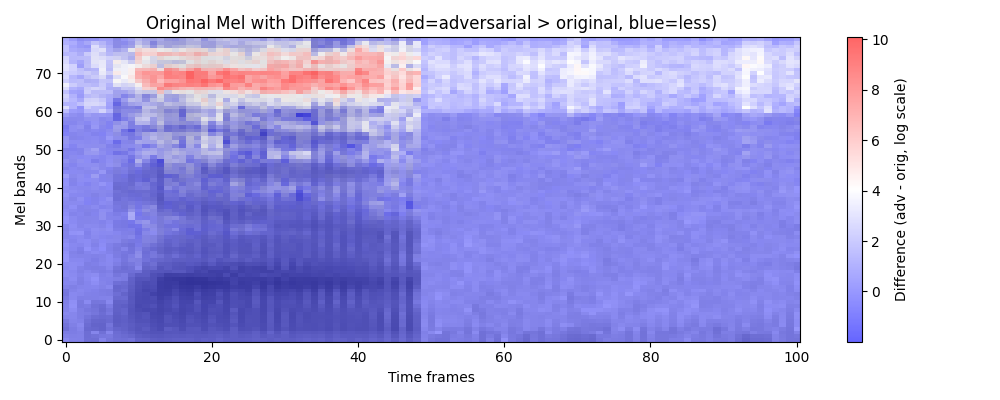 Original Mel with Differences (red=adversarial > original, blue=less)
Mel bands
70
60
50
40
30
20
10
0
0 20 40 60 80 100
Time frames
10
8
6
4
2
0
Difference (adv - orig, log scale)